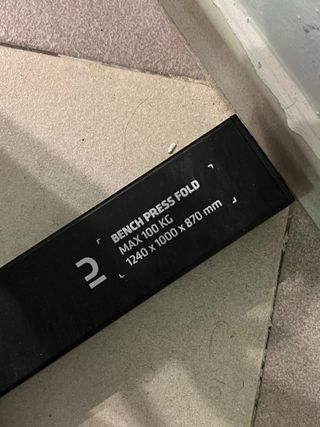 BENCH PRESS FOLD
MAX 100 KG
1240 x 1000 x 870 mm